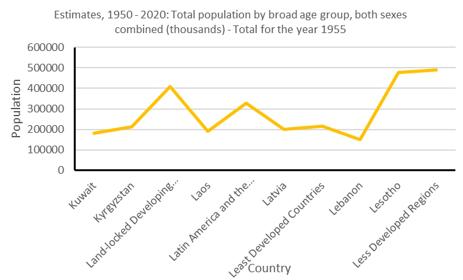 Estimates, 1950 - 2020: Total population by broad age group, both sexes
combined (thousands) - Total for the year 1955
600000
500000
400000
300000
200000
100000
0
Population
Kuwait
Kyrgyzstan
Land-locked Developing...
Laos
Latin America and the...
Latvia
Least Developed Countries
Lebanon
Lesotho
Less Developed Regions
Country